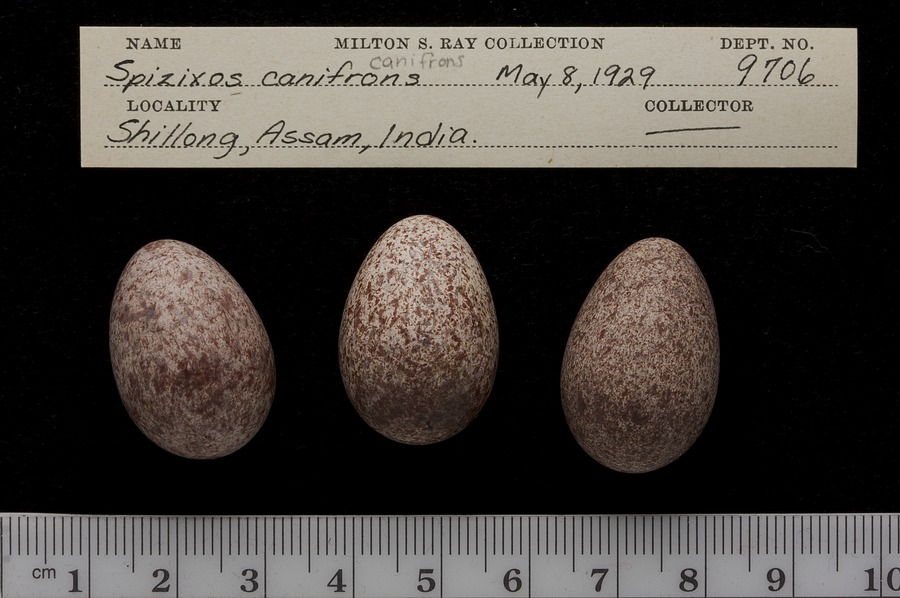 NAME MILTON S. RAY COLLECTION DEPT. NO.
canifrons
Spizixos canifrons May 8, 1929 9706
LOCALITY COLLECTOR
Shillong, Assam, India.
cm 1 2 3 4 5 6 7 8 9 10